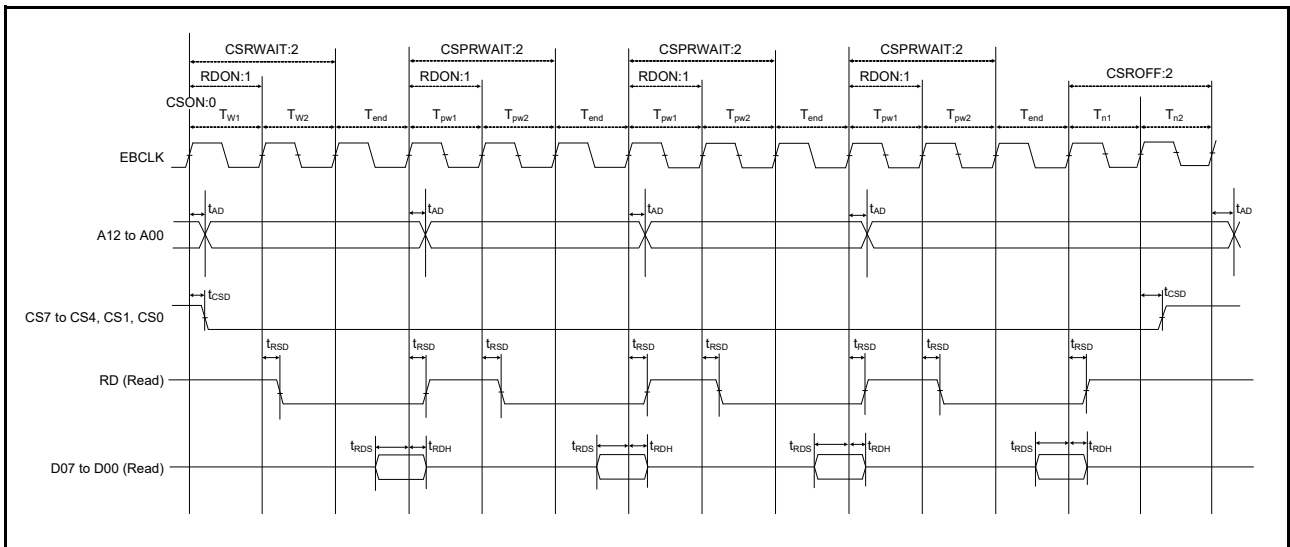 CSRWAIT:2 CSPRWAIT:2 CSPRWAIT:2 CSPRWAIT:2
RDON:1 RDON:1 RDON:1 RDON:1 CSROFF:2
CSON:0
TW1 TW2 Tend Tpw1 Tpw2 Tend Tpw1 Tpw2 Tend Tpw1 Tpw2 Tend Tn1 Tn2
EBCLK
tAD tAD tAD tAD tAD
A12 to A00
tCSD tCSD
CS7 to CS4, CS1, CS0
tRSD tRSD tRSD tRSD tRSD tRSD tRSD tRSD
RD (Read)
tRDS tRDH tRDS tRDH tRDS tRDH tRDS tRDH
D07 to D00 (Read)